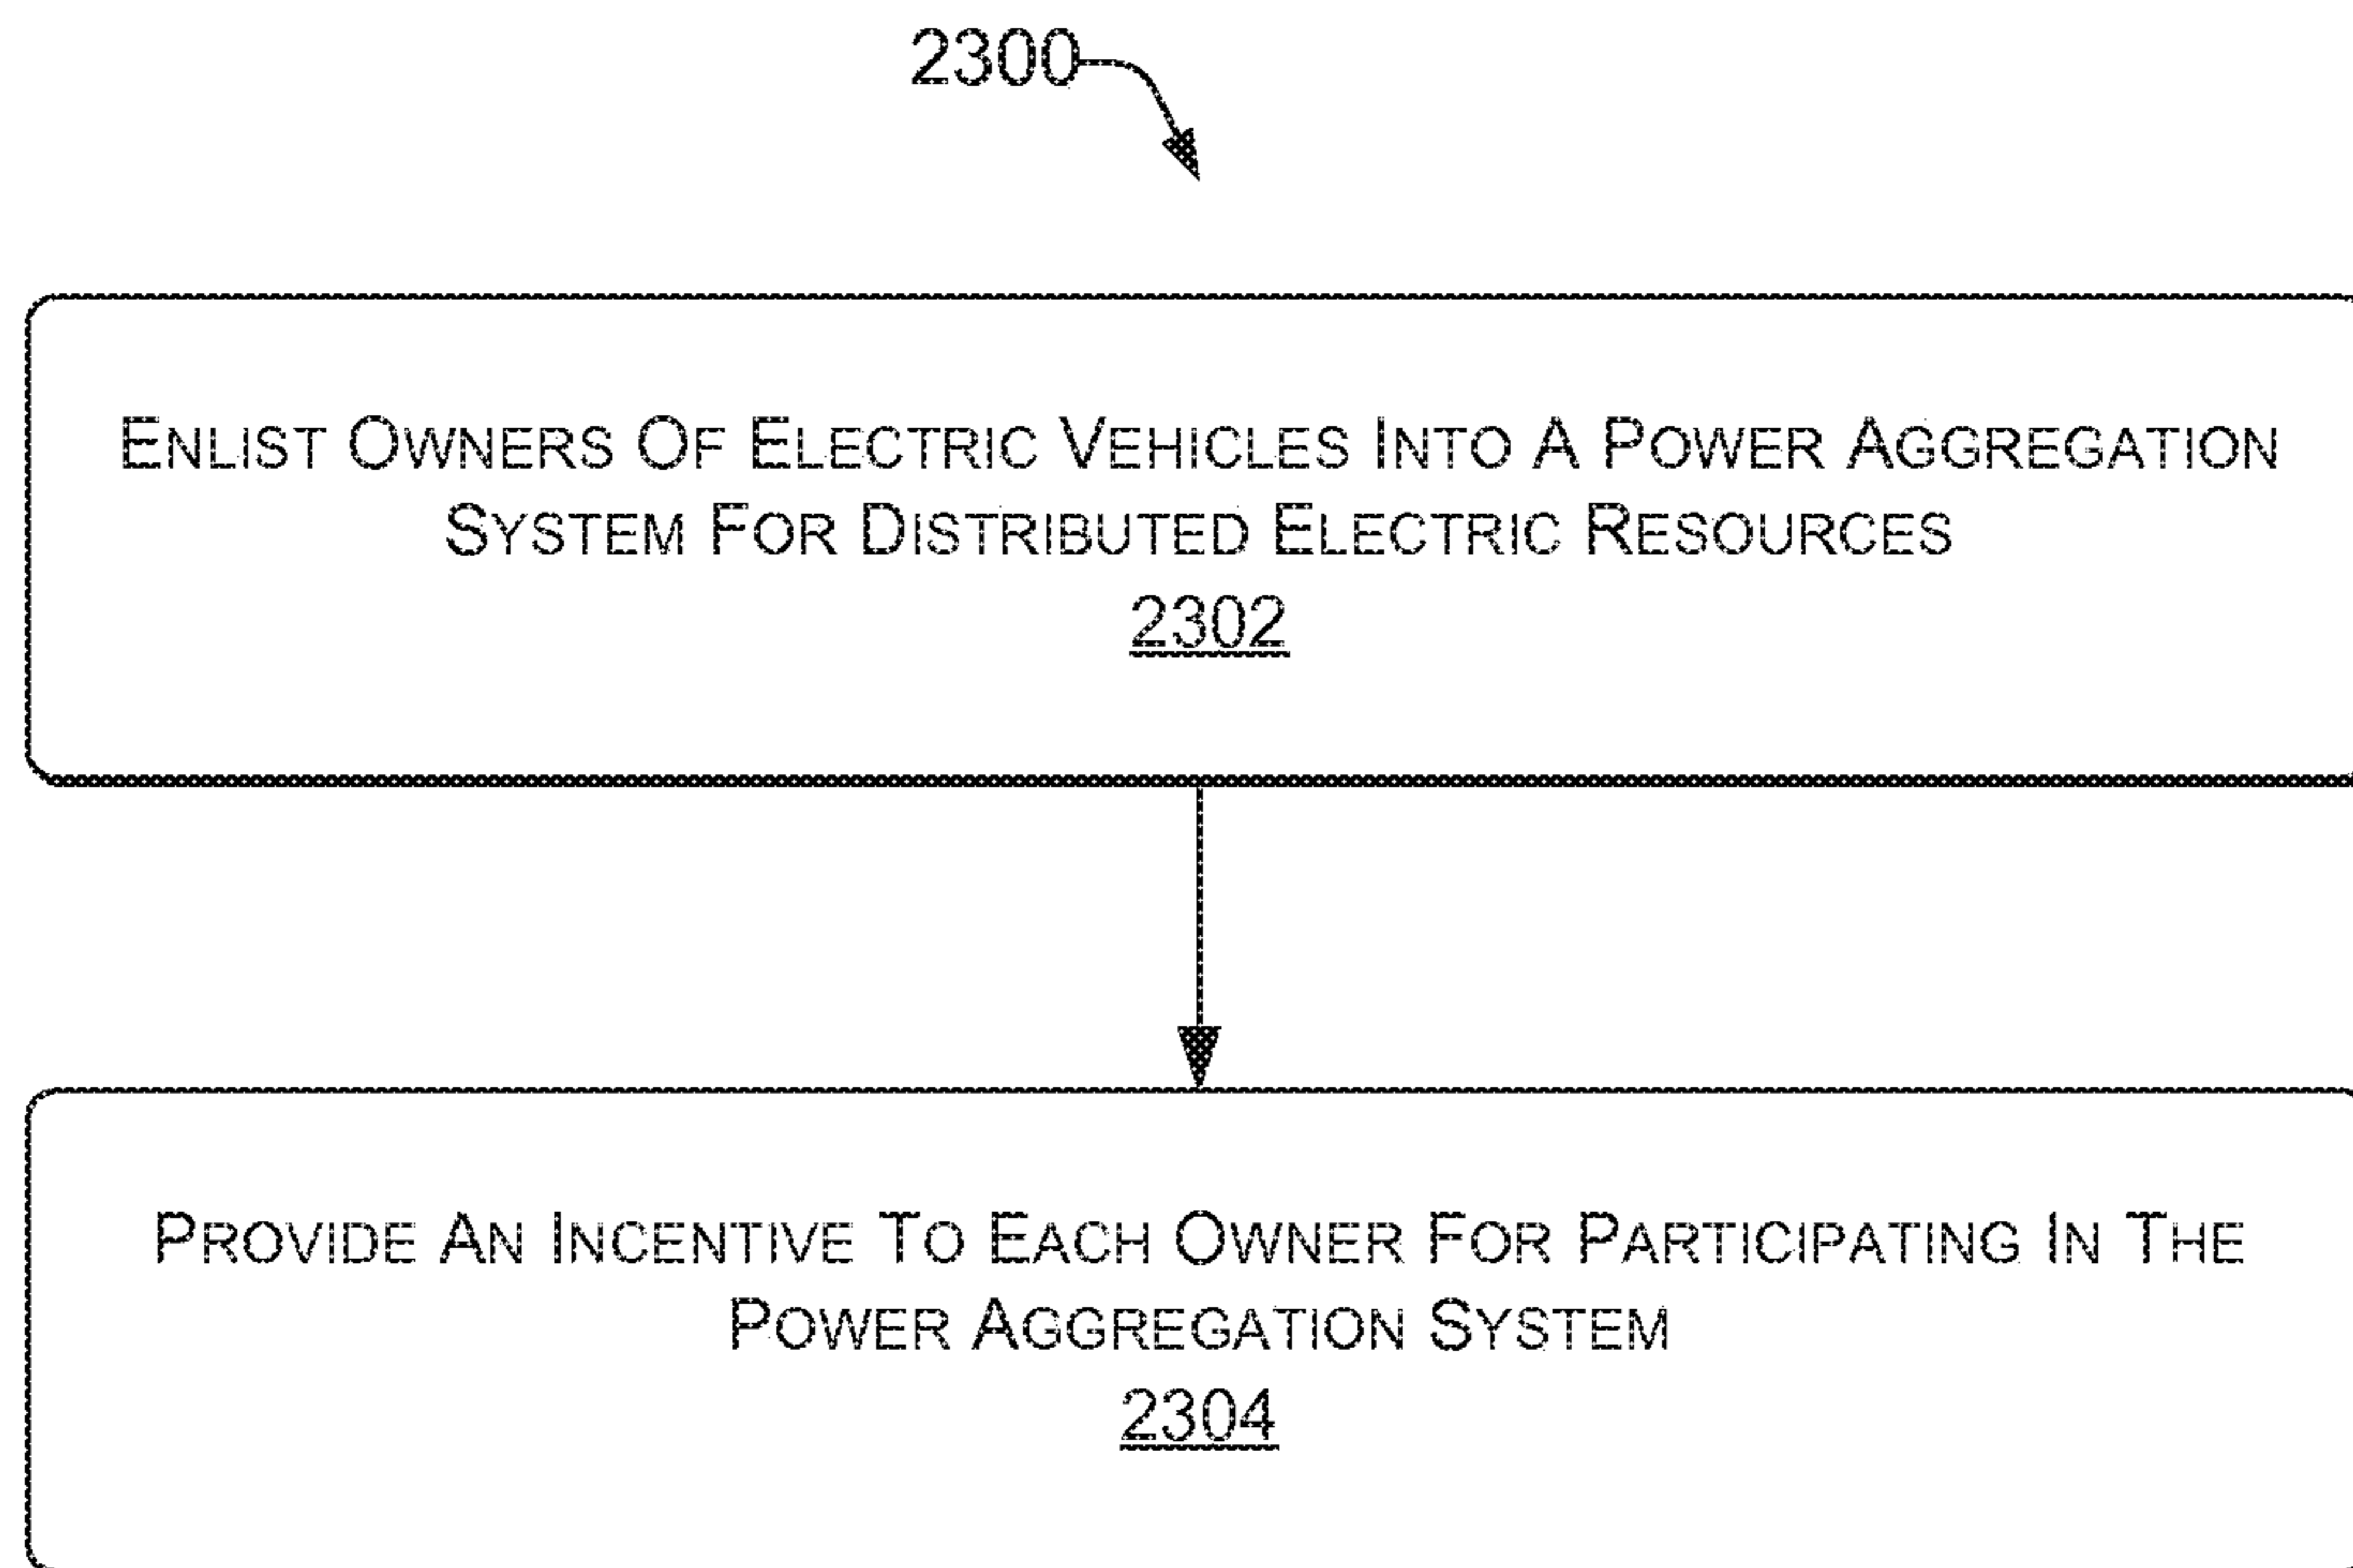 2300
Enlist Owners Of Electric Vehicles Into A Power Aggregation
System For Distributed Electric Resources
2302
Provide An Incentive To Each Owner For Participating In The
Power Aggregation System
2304